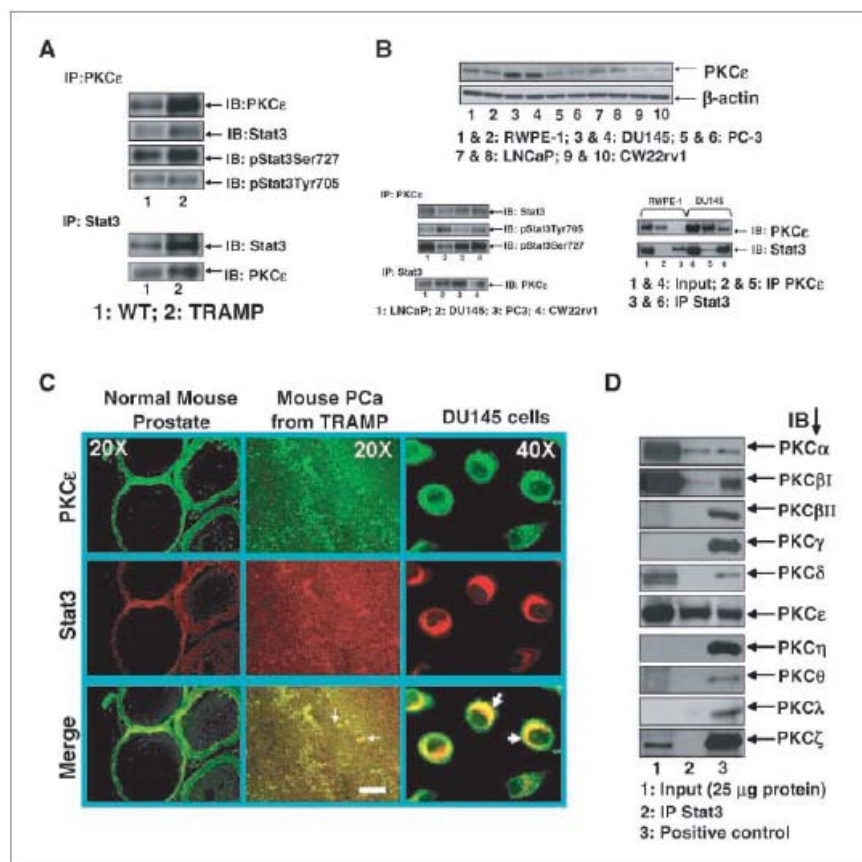 A
IP:PKCε
IB:PKCε
IB:Stat3
IB: pStat3Ser727
IB: pStat3Tyr705
1 2
IP: Stat3
IB: Stat3
IB: PKCε
1 2
1: WT; 2: TRAMP
B
PKCε
β-actin
1 2 3 4 5 6 7 8 9 10
1 & 2: RWPE-1; 3 & 4: DU145; 5 & 6: PC-3
7 & 8: LNCaP; 9 & 10: CW22rv1
IP: PKCε
IB: Stat3
IB: pStat3Tyr705
IB: pStat3Ser727
IP: Stat3
IB: PKCε
1: LNCaP; 2: DU145; 3: PC3; 4: CW22rv1
RWPE-1 DU145
IB: PKCε
IB: Stat3
1 2 3 4 5 6
1 & 4: Input; 2 & 5: IP PKCε
3 & 6: IP Stat3
C
Normal Mouse
Prostate
Mouse PCa
from TRAMP
DU145 cells
20X
20X
40X
PKCε
Stat3
Merge
D
IB
PKCα
PKCβI
PKCβII
PKCγ
PKCδ
PKCε
PKCη
PKCθ
PKCλ
PKCζ
1 2 3
1: Input (25 µg protein)
2: IP Stat3
3: Positive control